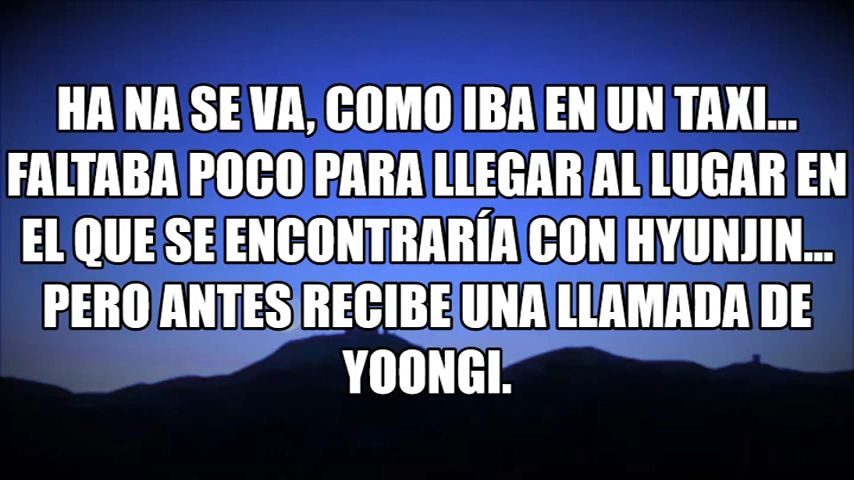 HA NA SE VA, COMO IBA EN UN TAXI...
FALTABA POCO PARA LLEGAR AL LUGAR EN
EL QUE SE ENCONTRARÍA CON HYUNJIN...
PERO ANTES RECIBE UNA LLAMADA DE
YOONGI.